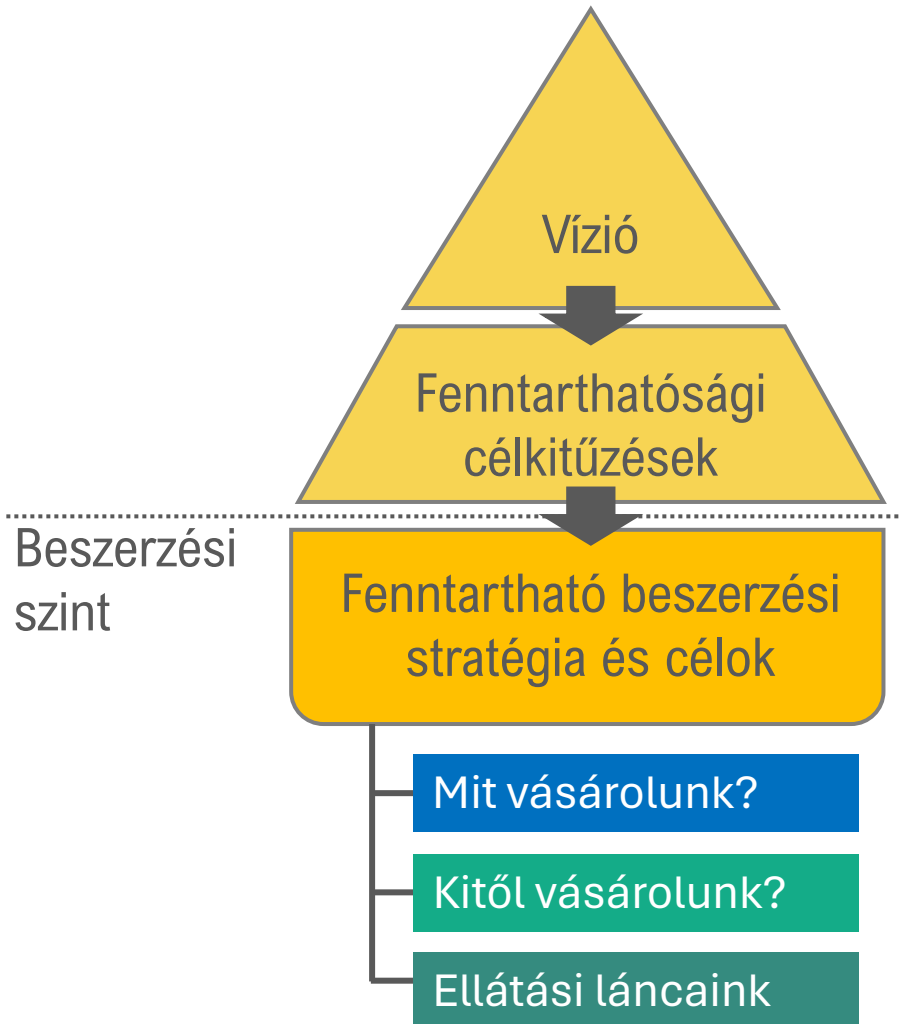 Vízió
Fenntarthatósági
célkitűzések
Beszerzési
szint
Fenntartható beszerzési
stratégia és célok
Mit vásárolunk?
Kitől vásárolunk?
Ellátási láncaink